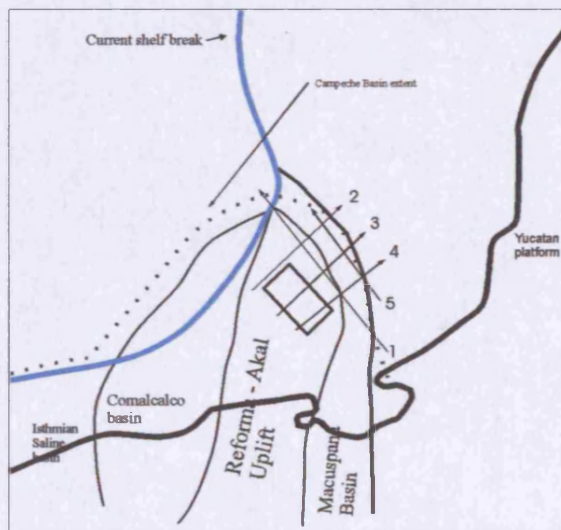 Current shelf break
Campeche Basin extent
2
3
4
Yucatan
platform
5
1
Comalcalco
basin
Isthmian
Saline
basin
Reforma - Akal
Uplift
Macuspana
Basin